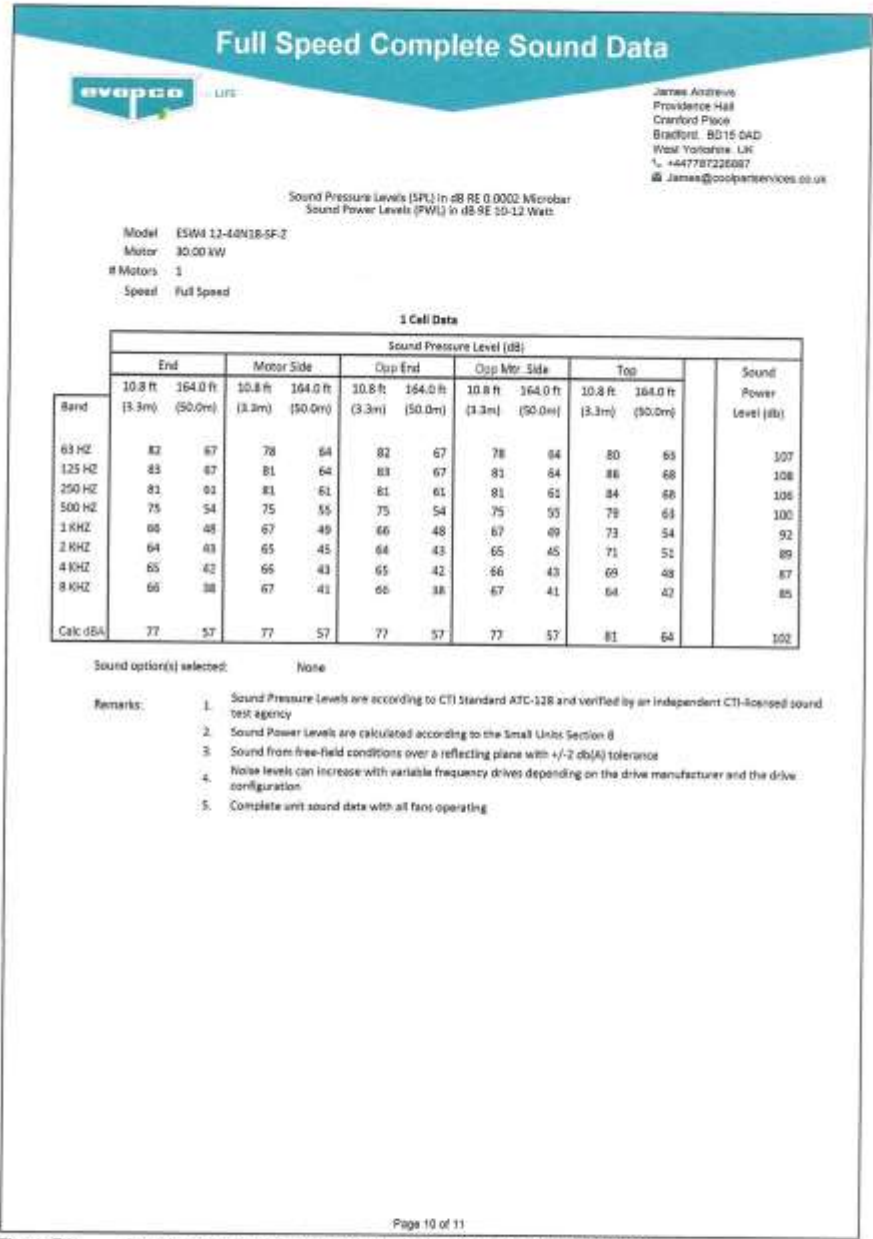 Full Speed Complete Sound Data
evapco LIFE
James Andrews
Providence Hall
Cranford Place
Bradford. BD15 0AD
West Yorkshire. UK
+447787226887
James@coolpartservices.co.uk
Sound Pressure Levels (SPL) in dB RE 0.0002 Microbar
Sound Power Levels (PWL) in dB RE 10-12 Watt
Model ESW4 12-44N18-SF-Z
Motor 30.00 kW
# Motors 1
Speed Full Speed
1 Cell Data
Sound Pressure Level (dB)
End Motor Side Opp End Opp Mtr. Side Top Sound
10.8 ft 164.0 ft 10.8 ft 164.0 ft 10.8 ft 164.0 ft 10.8 ft 164.0 ft 10.8 ft 164.0 ft Power
Band (3.3m) (50.0m) (3.3m) (50.0m) (3.3m) (50.0m) (3.3m) (50.0m) (3.3m) (50.0m) Level (db)
63 HZ 82 67 78 64 82 67 78 64 80 65 107
125 HZ 83 67 81 64 83 67 81 64 86 68 108
250 HZ 81 61 81 61 81 61 81 61 84 68 106
500 HZ 75 54 75 55 75 54 75 55 79 63 100
1 KHZ 66 48 67 49 66 48 67 49 73 54 92
2 KHZ 64 43 65 45 64 43 65 45 71 51 89
4 KHZ 65 42 66 43 65 42 66 43 69 48 87
8 KHZ 66 38 67 41 66 38 67 41 64 42 85
Calc dBA 77 57 77 57 77 57 77 57 81 64 102
Sound option(s) selected: None
Remarks: 1. Sound Pressure Levels are according to CTI Standard ATC-128 and verified by an independent CTI-licensed sound
test agency
2. Sound Power Levels are calculated according to the Small Units Section 8
3. Sound from free-field conditions over a reflecting plane with +/-2 db(A) tolerance
4. Noise levels can increase with variable frequency drives depending on the drive manufacturer and the drive
configuration
5. Complete unit sound data with all fans operating
Page 10 of 11